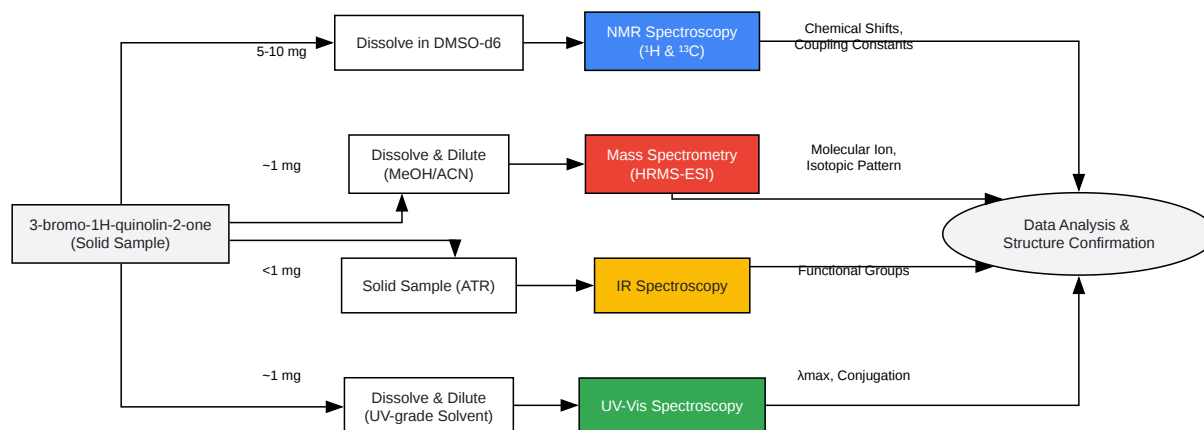 5-10 mg
Dissolve in DMSO-d6
NMR Spectroscopy
(¹H & ¹³C)
Chemical Shifts,
Coupling Constants
~1 mg
Dissolve & Dilute
(MeOH/ACN)
Mass Spectrometry
(HRMS-ESI)
Molecular Ion,
Isotopic Pattern
3-bromo-1H-quinolin-2-one
(Solid Sample)
Data Analysis &
Structure Confirmation
<1 mg
Solid Sample (ATR)
IR Spectroscopy
Functional Groups
~1 mg
Dissolve & Dilute
(UV-grade Solvent)
UV-Vis Spectroscopy
λmax, Conjugation